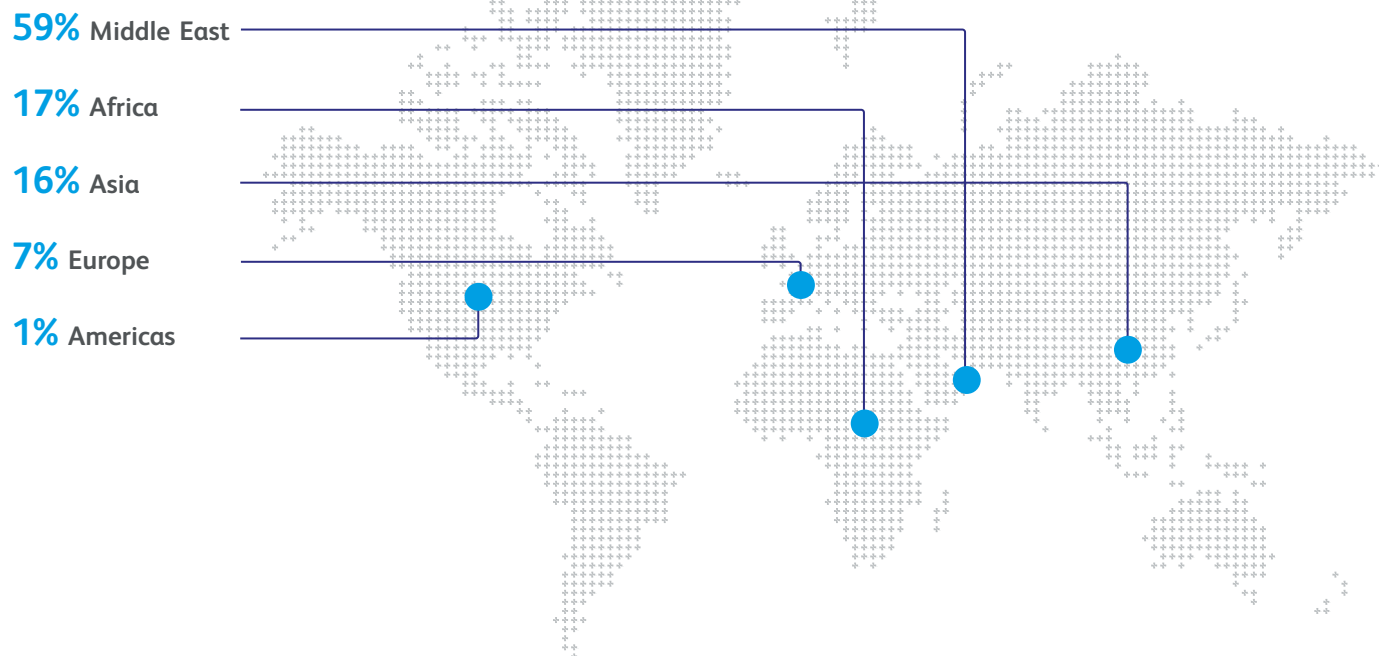 59% Middle East
17% Africa
16% Asia
7% Europe
1% Americas